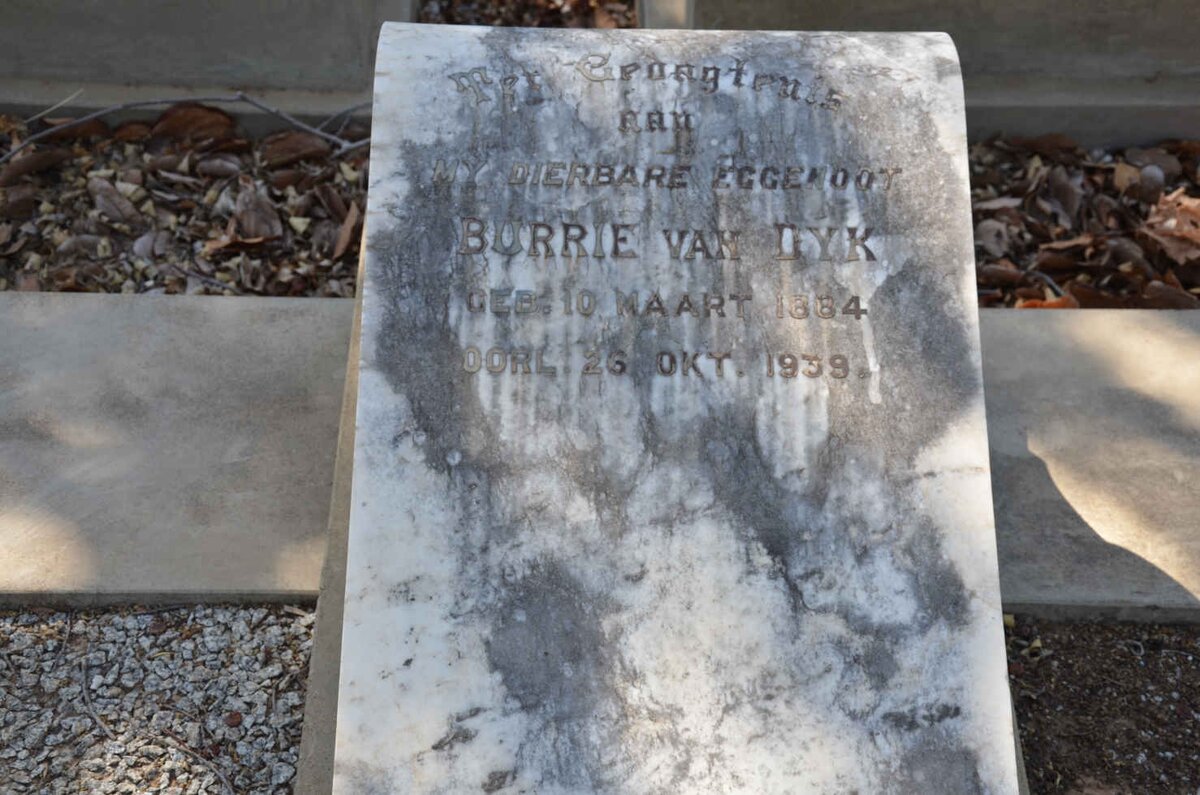 Ter Gedagtenis
aan
MY DIERBARE EGGENOOT
BURRIE VAN DYK
GEB: 10 MAART 1884
OORL. 26 OKT. 1939.